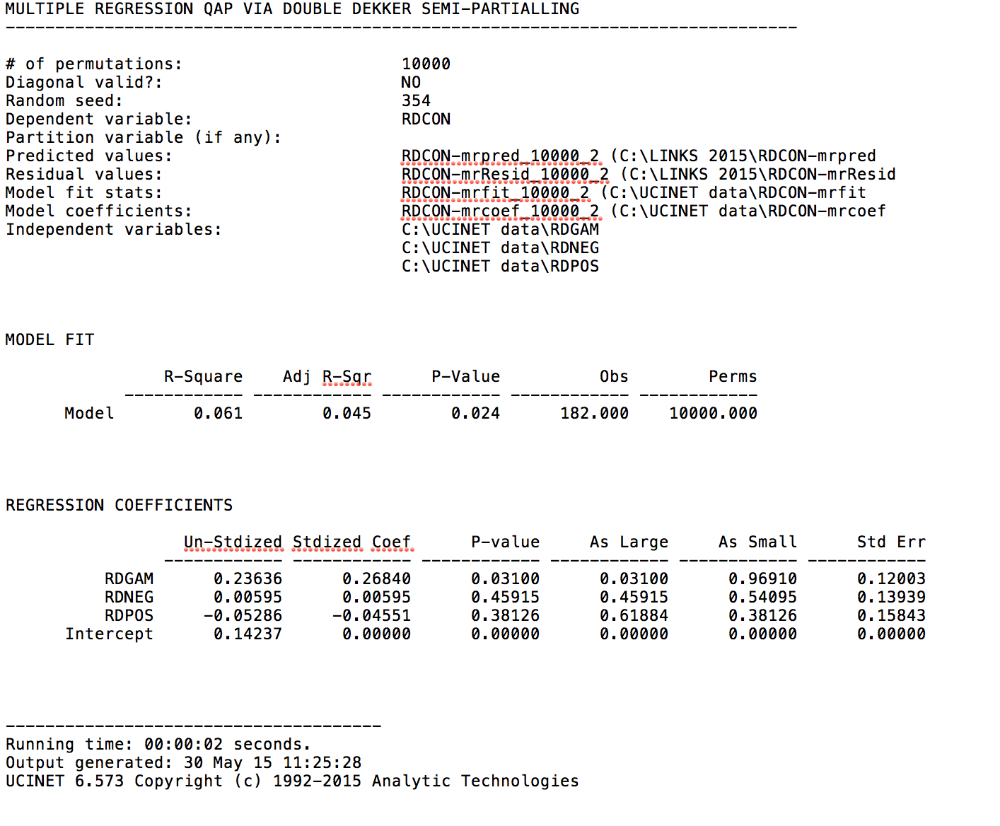 MULTIPLE REGRESSION QAP VIA DOUBLE DEKKER SEMI-PARTIALLING
--------------------------------------------------------------------------------
# of permutations: 10000
Diagonal valid?: NO
Random seed: 354
Dependent variable: RDCON
Partition variable (if any):
Predicted values: RDCON-mrpred_10000_2 (C:\LINKS 2015\RDCON-mrpred
Residual values: RDCON-mrResid_10000_2 (C:\LINKS 2015\RDCON-mrResid
Model fit stats: RDCON-mrfit_10000_2 (C:\UCINET data\RDCON-mrfit
Model coefficients: RDCON-mrcoef_10000_2 (C:\UCINET data\RDCON-mrcoef
Independent variables: C:\UCINET data\RDGAM
C:\UCINET data\RDNEG
C:\UCINET data\RDPOS
MODEL FIT
R-Square Adj R-Sqr P-Value Obs Perms
------------ ------------ ------------ ------------ ------------
Model 0.061 0.045 0.024 182.000 10000.000
REGRESSION COEFFICIENTS
Un-Stdized Stdized Coef P-value As Large As Small Std Err
------------ ------------ ------------ ------------ ------------ ------------
RDGAM 0.23636 0.26840 0.03100 0.03100 0.96910 0.12003
RDNEG 0.00595 0.00595 0.45915 0.45915 0.54095 0.13939
RDPOS -0.05286 -0.04551 0.38126 0.61884 0.38126 0.15843
Intercept 0.14237 0.00000 0.00000 0.00000 0.00000 0.00000
--------------------------------------
Running time: 00:00:02 seconds.
Output generated: 30 May 15 11:25:28
UCINET 6.573 Copyright (c) 1992-2015 Analytic Technologies